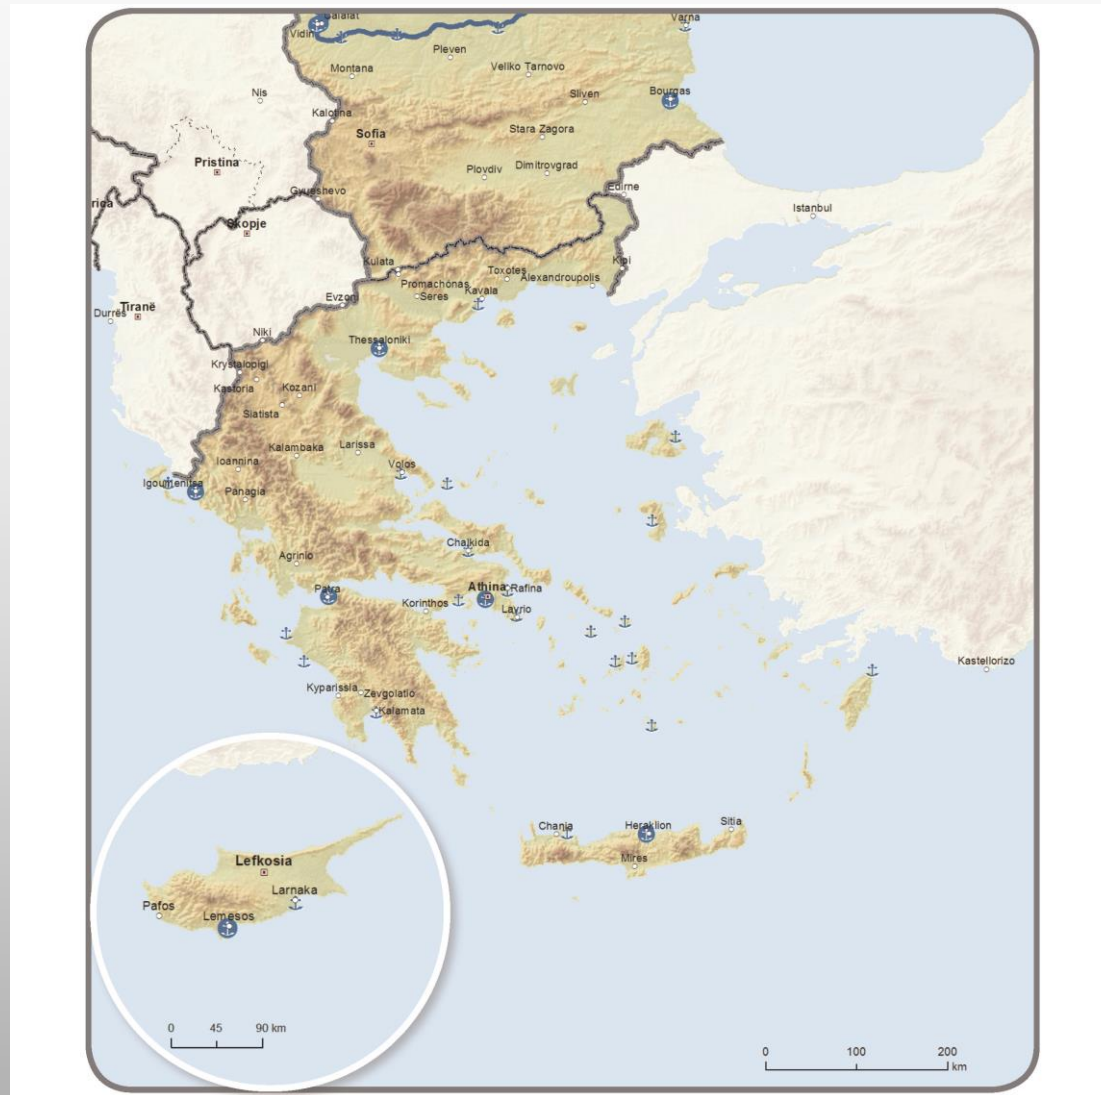 Calafat
Varna
Vidin
Pleven
Montana
Veliko Tarnovo
Nis
Sliven
Bourgas
Kalotina
Sofia
Stara Zagora
Pristina
Plovdiv
Dimitrovgrad
Gyueshevo
Edirne
rica
Istanbul
Skopje
Kulata
Kipi
Toxotes
Alexandroupolis
Promachonas
Kavala
Evzoni
Seres
Tiranë
Durrës
Niki
Thessaloniki
Krystalopigi
Kastoria
Kozani
Siatista
Larissa
Kalambaka
Ioannina
Volos
Igoumenitsa
Panagia
Chalkida
Agrinio
Patra
Athina
Rafina
Korinthos
Lavrio
Kastellorizo
Kyparissia
Zevgolatio
Kalamata
Chania
Heraklion
Sitia
Mires
Lefkosia
Larnaka
Pafos
Lemesos
0 45 90 km
0 100 200
km